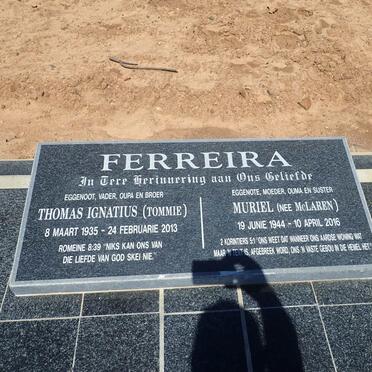 FERREIRA
In Tere Herinnering aan Ons Geliefde
EGGENOOT, VADER, OUPA EN BROER
THOMAS IGNATIUS (TOMMIE)
8 MAART 1935 - 24 FEBRUARIE 2013
ROMEINE 8:39 "NIKS KAN ONS VAN
DIE LIEFDE VAN GOD SKEI NIE."
EGGENOTE, MOEDER, OUMA EN SUSTER
MURIEL (NEE McLAREN)
19 JUNIE 1944 - 10 APRIL 2016
2 KORINTIERS 5:1 "ONS WEET DAT WANNEER ONS AARDSE WONING WAT
MAAR 'N TENT IS, AFGEBREEK WORD, ONS 'N VASTE GEBOU IN DIE HEMEL HET."